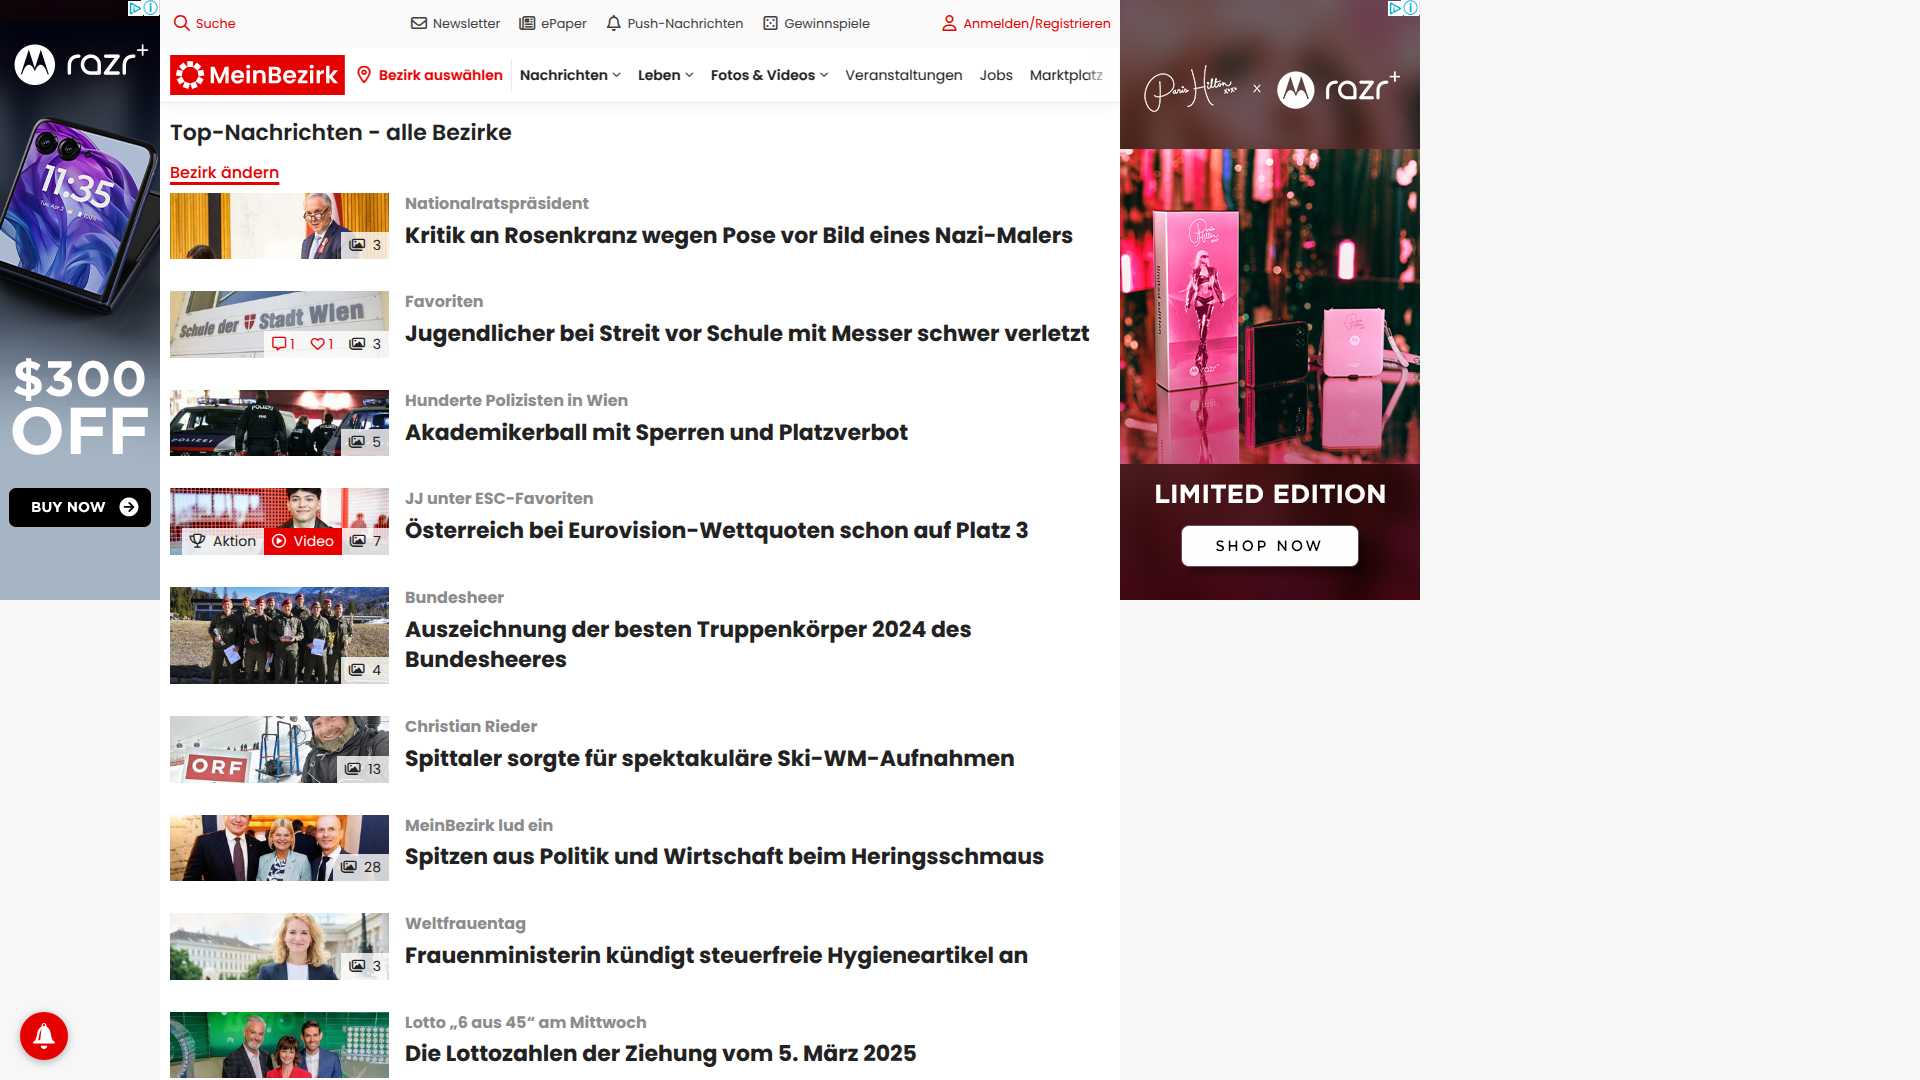 Suche
Newsletter
ePaper
Push-Nachrichten
Gewinnspiele
Anmelden/Registrieren
MeinBezirk
Bezirk auswählen
Nachrichten
Leben
Fotos & Videos
Veranstaltungen
Jobs
Marktplatz
Top-Nachrichten - alle Bezirke
Bezirk ändern
3
Nationalratspräsident
Kritik an Rosenkranz wegen Pose vor Bild eines Nazi-Malers
Schule der Stadt Wien
1
1
3
Favoriten
Jugendlicher bei Streit vor Schule mit Messer schwer verletzt
POLIZEI
POLIZEI
5
Hunderte Polizisten in Wien
Akademikerball mit Sperren und Platzverbot
Aktion
Video
7
JJ unter ESC-Favoriten
Österreich bei Eurovision-Wettquoten schon auf Platz 3
4
Bundesheer
Auszeichnung der besten Truppenkörper 2024 des
Bundesheeres
ORF
13
Christian Rieder
Spittaler sorgte für spektakuläre Ski-WM-Aufnahmen
28
MeinBezirk lud ein
Spitzen aus Politik und Wirtschaft beim Heringsschmaus
3
Weltfrauentag
Frauenministerin kündigt steuerfreie Hygieneartikel an
Lotto „6 aus 45“ am Mittwoch
Die Lottozahlen der Ziehung vom 5. März 2025
razr+
11:35
$300
OFF
BUY NOW
Paris Hilton
x
razr+
razr+
LIMITED EDITION
SHOP NOW